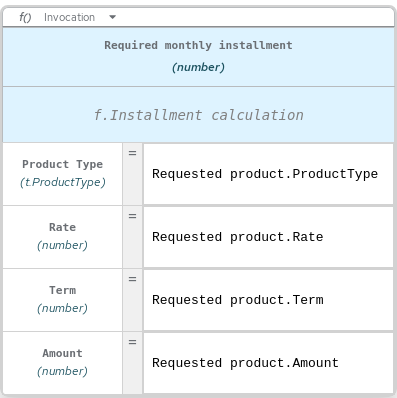 f() Invocation
Required monthly installment
(number)
f.Installment calculation
Product Type
(t.ProductType)
=
Requested product.ProductType
Rate
(number)
=
Requested product.Rate
Term
(number)
=
Requested product.Term
Amount
(number)
=
Requested product.Amount